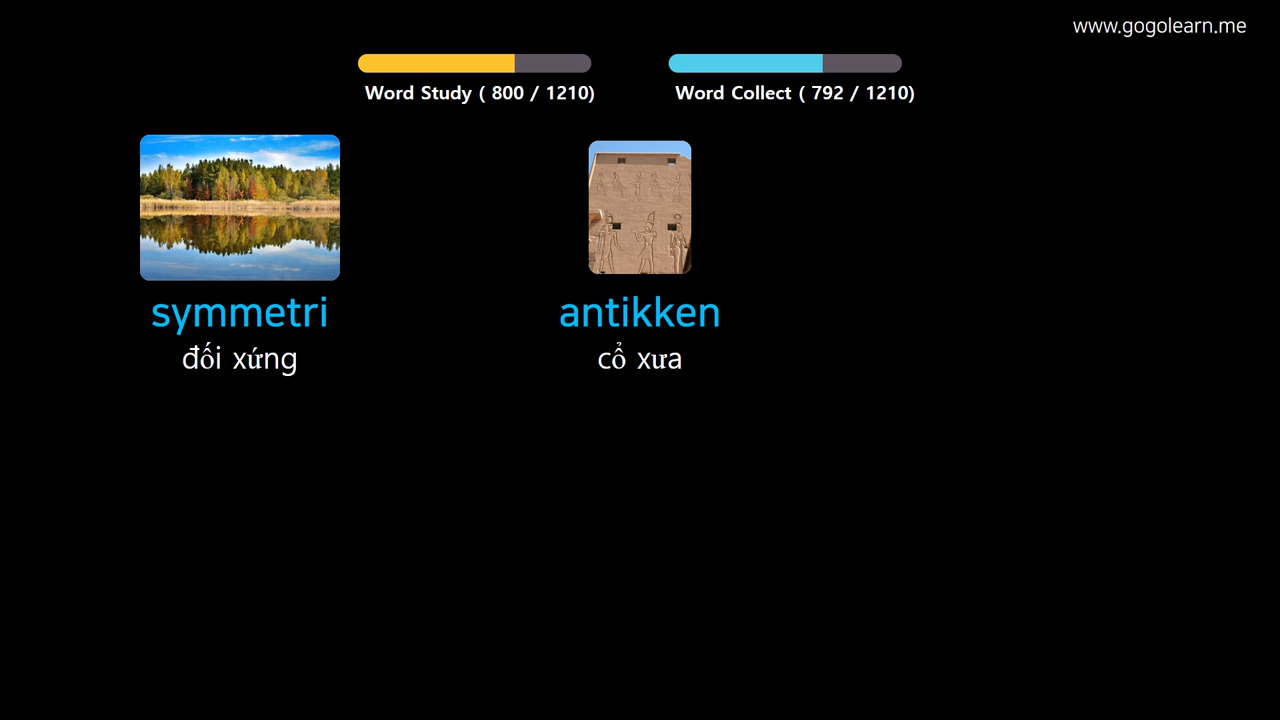 www.gogolearn.me
Word Study ( 800 / 1210)
Word Collect ( 792 / 1210)
symmetri
antikken
đối xứng
cổ xưa